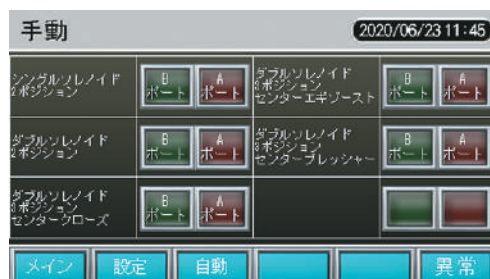 手動
2020/06/23 11:45
シングルソレノイド
2ポジション
B
ポート
A
ポート
ダブルソレノイド
3ポジション
センターエキゾースト
B
ポート
A
ポート
ダブルソレノイド
2ポジション
B
ポート
A
ポート
ダブルソレノイド
3ポジション
センタープレッシャー
B
ポート
A
ポート
ダブルソレノイド
3ポジション
センタークローズ
B
ポート
A
ポート
メイン
設定
自動
異常